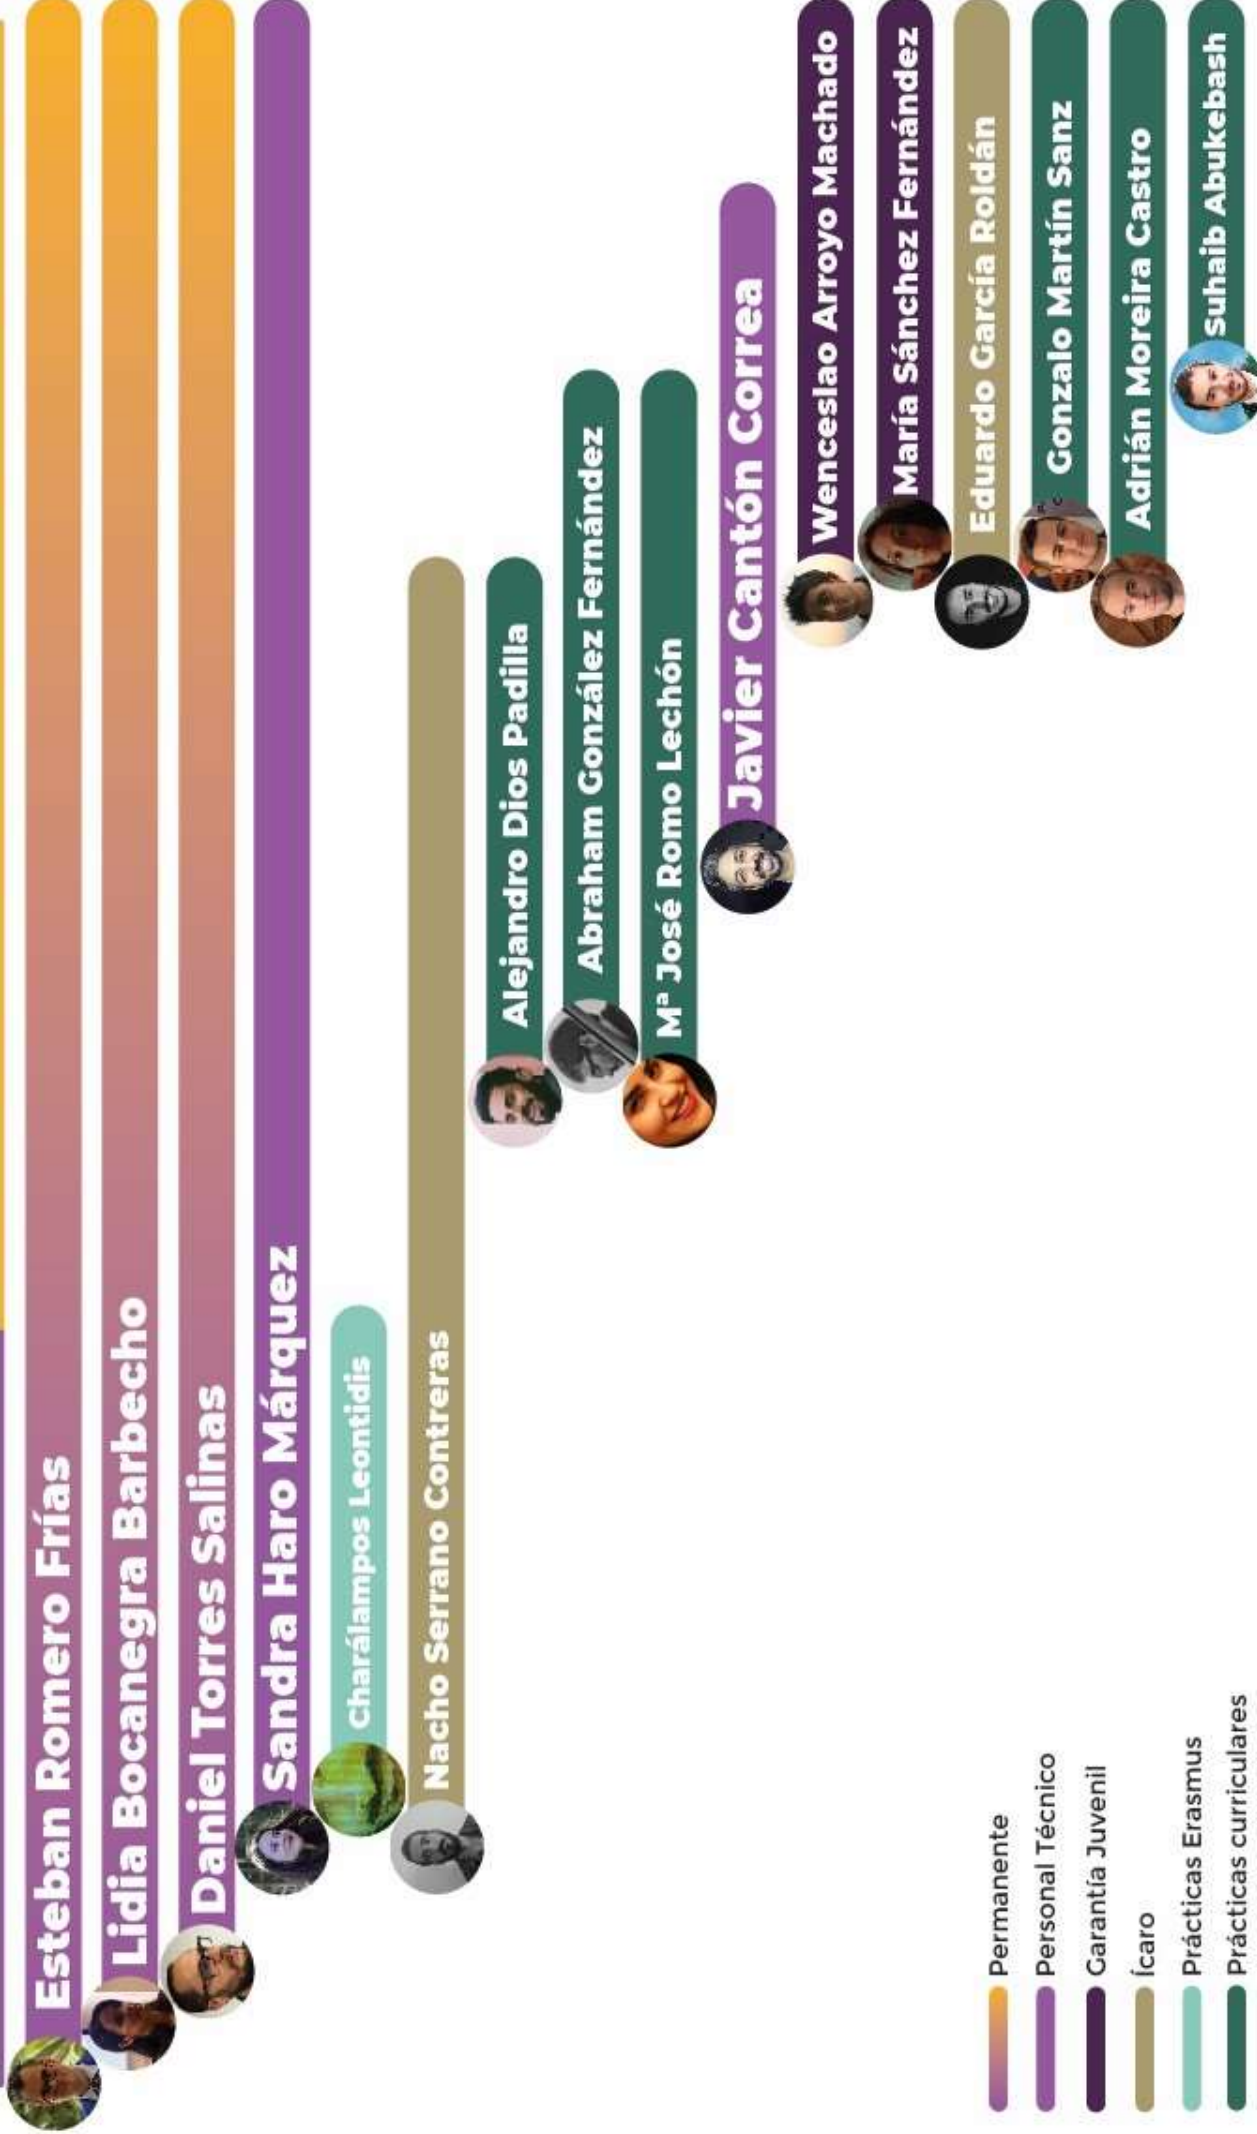 Esteban Romero Frías
Lidia Bocanegra Barbecho
Daniel Torres Salinas
Sandra Haro Márquez
Charálampos Leontidis
Nacho Serrano Contreras
Alejandro Dios Padilla
Abraham González Fernández
Mª José Romo Lechón
Javier Cantón Correa
Wenceslao Arroyo Machado
María Sánchez Fernández
Eduardo García Roldán
Gonzalo Martín Sanz
Adrián Moreira Castro
Suhaib Abukebash
Permanente
Personal Técnico
Garantía Juvenil
Ícaro
Prácticas Erasmus
Prácticas curriculares